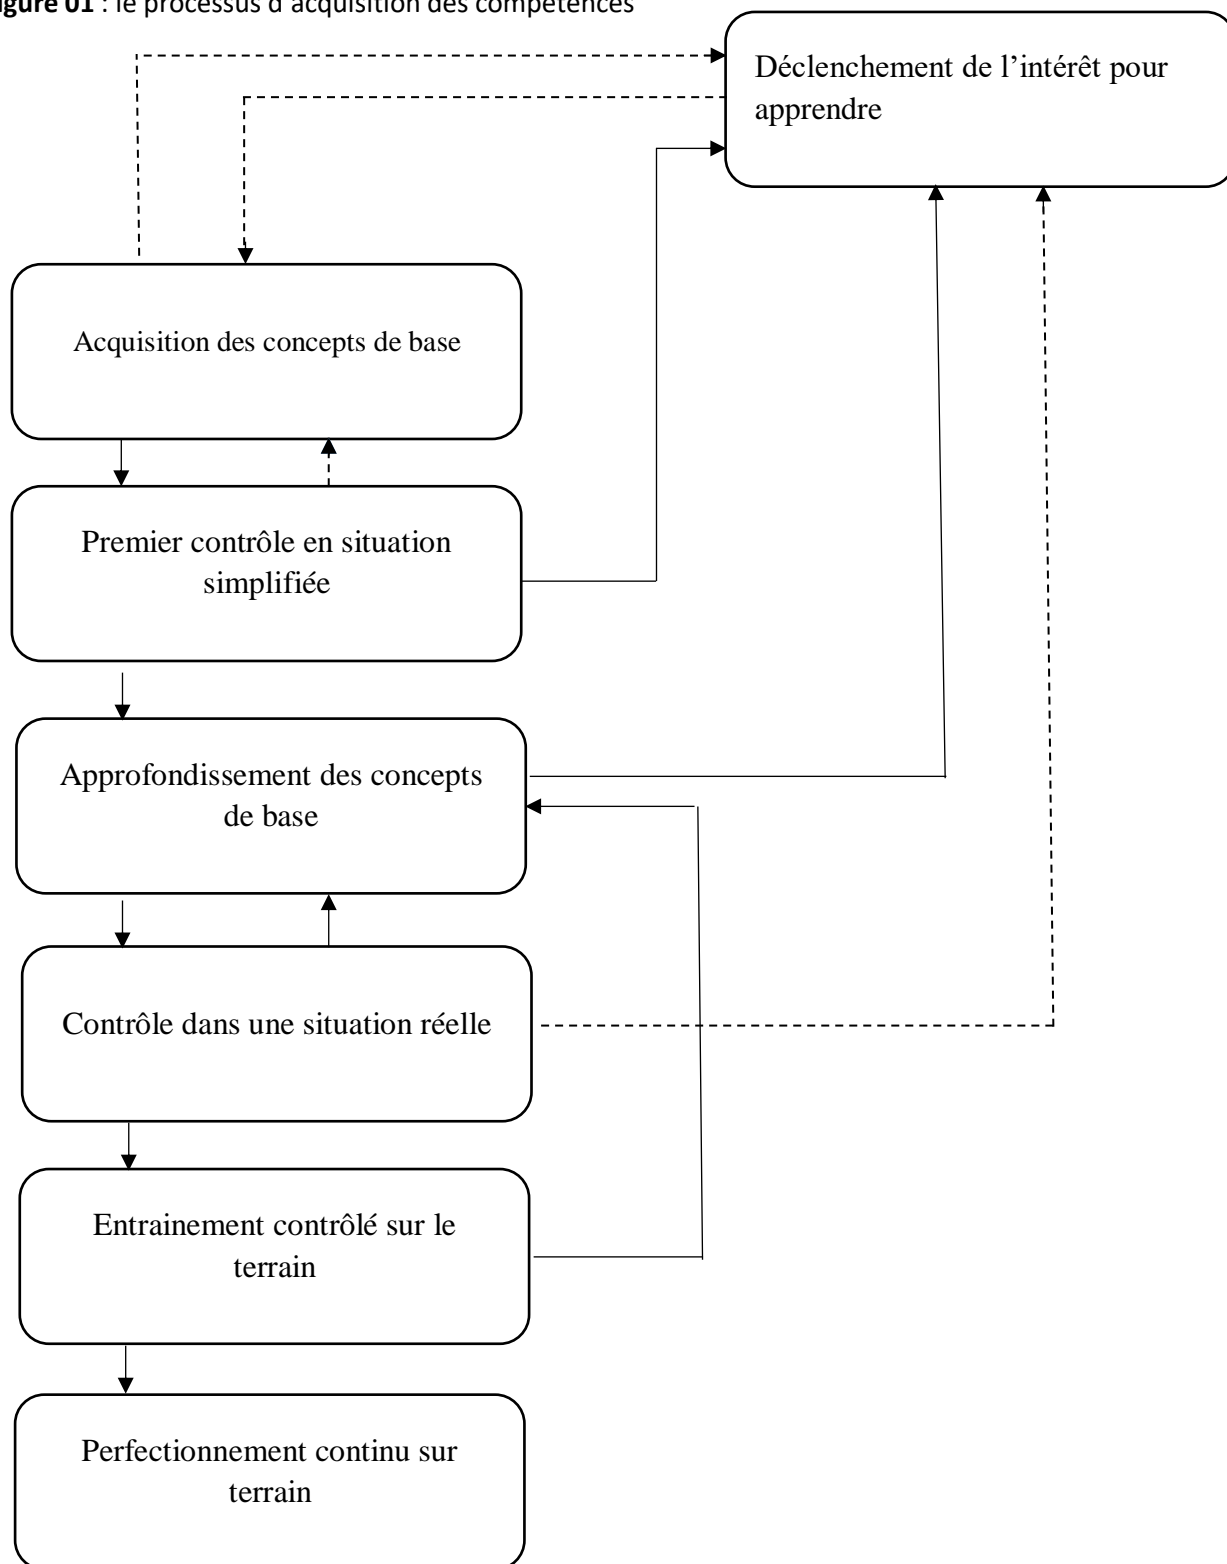 igure 01 : le processus d'acquisition des compétences
Déclenchement de l’intérêt pour
apprendre
Acquisition des concepts de base
Premier contrôle en situation
simplifiée
Approfondissement des concepts
de base
Contrôle dans une situation réelle
Entrainement contrôlé sur le
terrain
Perfectionnement continu sur
terrain